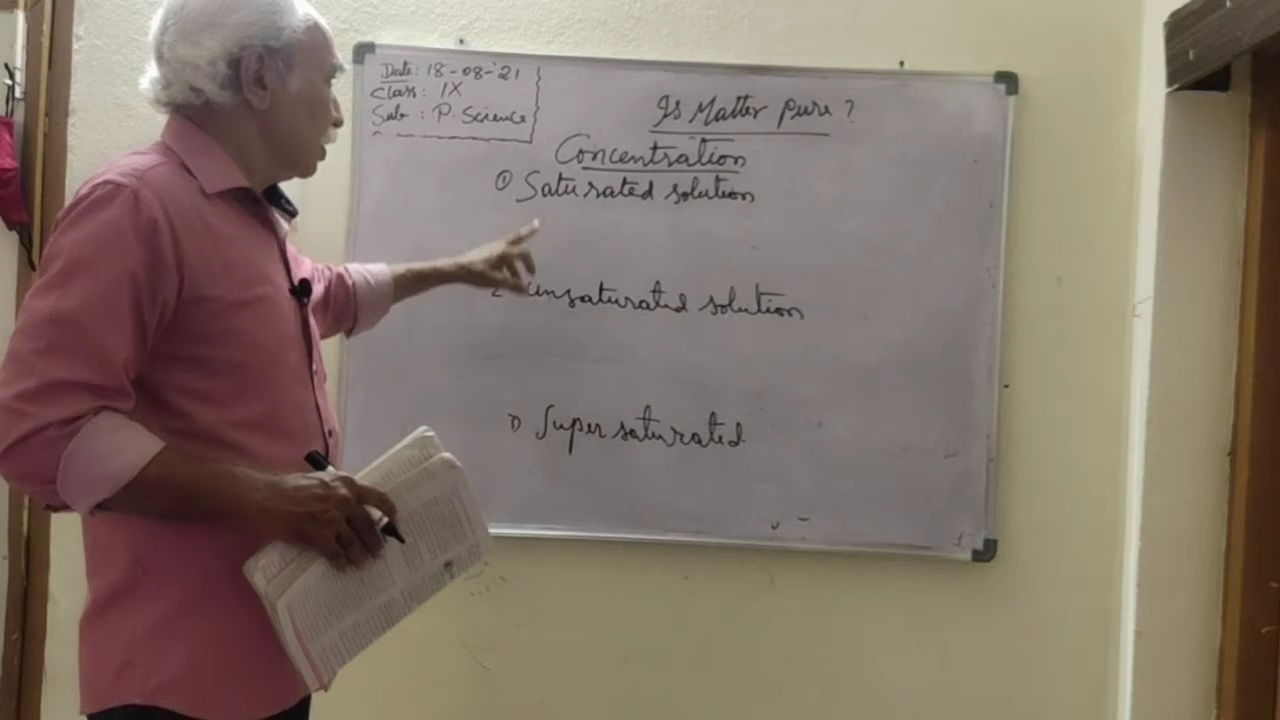 Date: 18-08-'21
Class: IX
Sub: P. Science
Is Matter pure?
Concentration
① Saturated solution
2 unsaturated solution
Super saturated